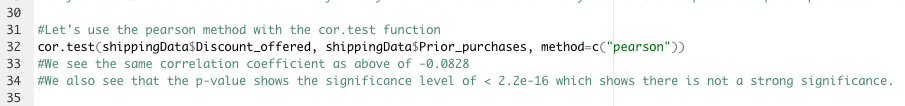 30
31 #Let's use the pearson method with the cor.test function
32 cor.test(shippingData$Discount_offered, shippingData$Prior_purchases, method=c("pearson"))
33 #We see the same correlation coefficient as above of -0.0828
34 #We also see that the p-value shows the significance level of < 2.2e-16 which shows there is not a strong significance.
35